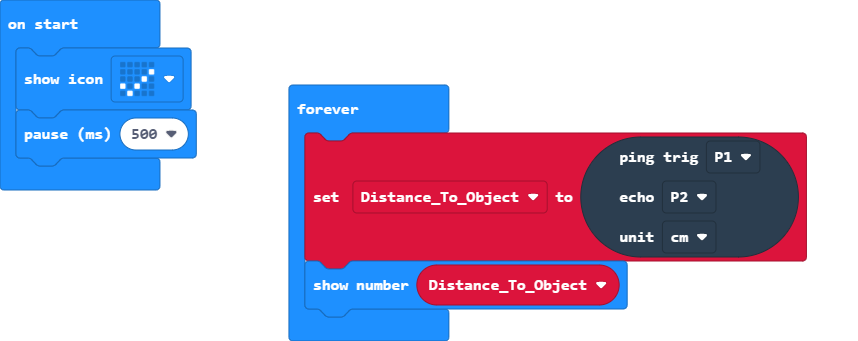 on start
show icon
pause (ms) 500
forever
ping trig P1
set Distance_To_Object to echo P2
unit cm
show number Distance_To_Object